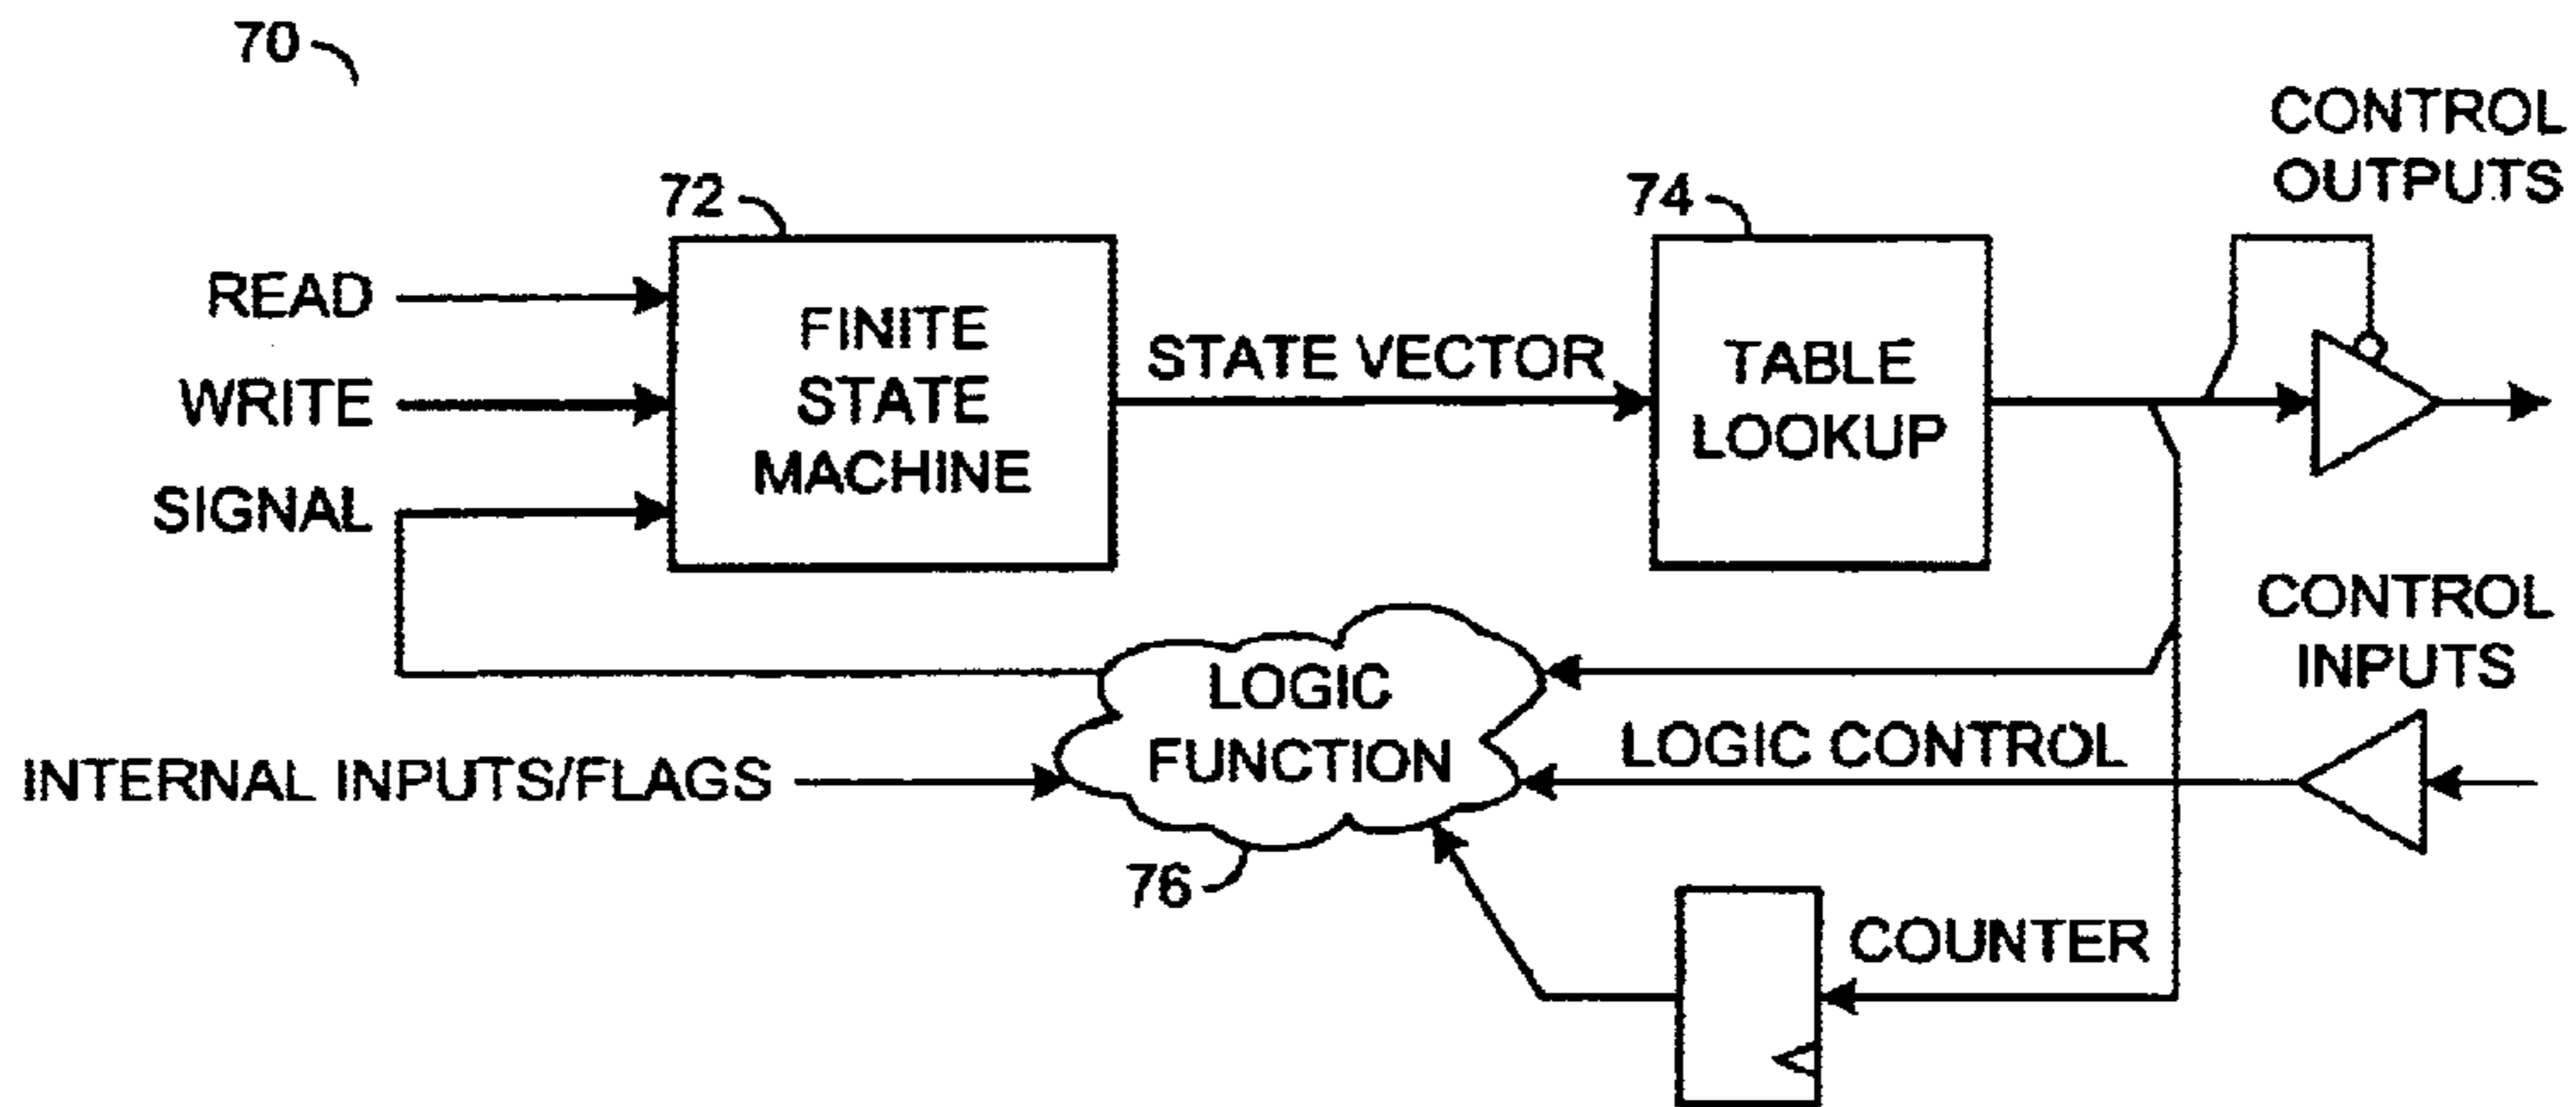 70
CONTROL
OUTPUTS
72
74
READ
WRITE
SIGNAL
FINITE
STATE
MACHINE
STATE VECTOR
TABLE
LOOKUP
CONTROL
INPUTS
LOGIC
FUNCTION
LOGIC CONTROL
INTERNAL INPUTS/FLAGS
76
COUNTER